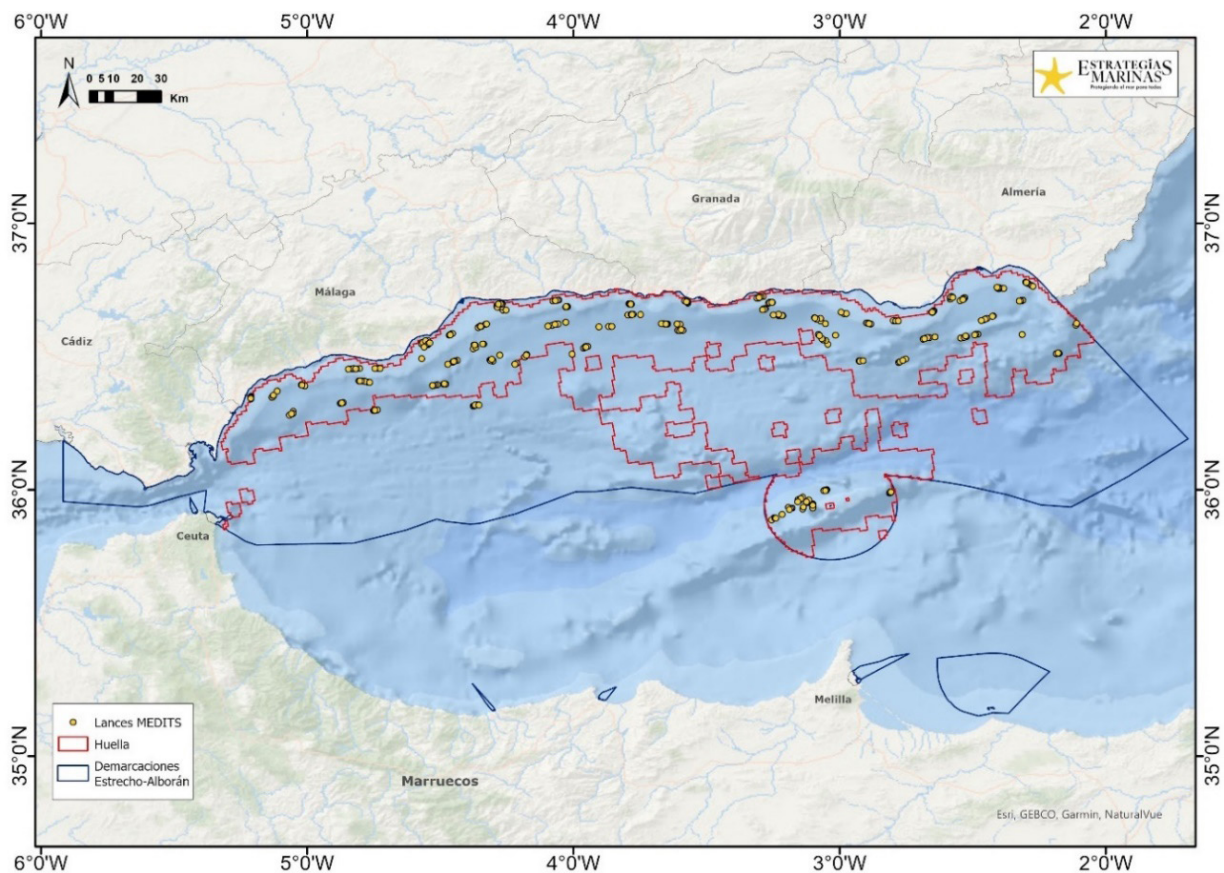 6°0'W 5°0'W 4°0'W 3°0'W 2°0'W
N
0 5 10 20 30
Km
ESTRATEGIAS
MARINAS
Protegiendo el mar para todos
37°0'N
37°0'N
Almería
Granada
Málaga
Cádiz
36°0'N
36°0'N
Ceuta
Melilla
Lances MEDITS
Huella
Demarcaciones
Estrecho-Alborán
35°0'N
35°0'N
Marruecos
Esri, GEBCO, Garmin, NaturalVue
6°0'W 5°0'W 4°0'W 3°0'W 2°0'W